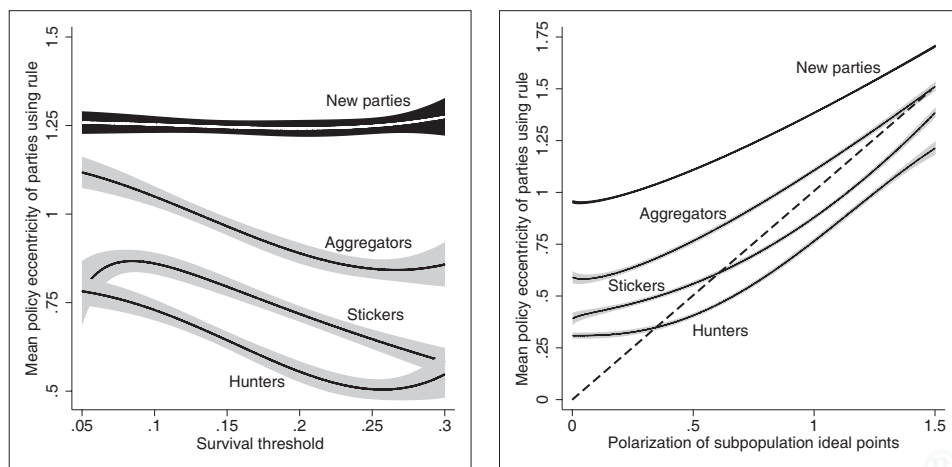 Mean policy eccentricity of parties using rule
1.5
1.25
1
.75
.5
New parties
Aggregators
Stickers
Hunters
.05
.1
.15
.2
.25
.3
Survival threshold
Mean policy eccentricity of parties using rule
1.75
1.5
1.25
1
.75
.5
.25
0
New parties
Aggregators
Stickers
Hunters
0
.5
1
1.5
Polarization of subpopulation ideal points